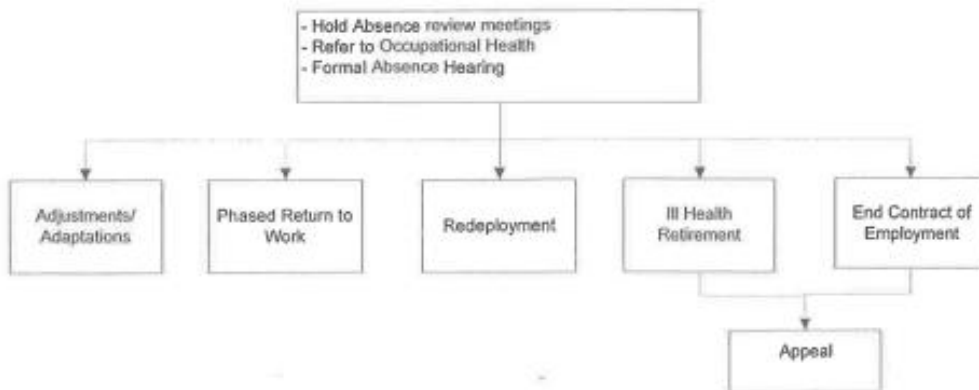 - Hold Absence review meetings
- Refer to Occupational Health
- Formal Absence Hearing
Adjustments/
Adaptations
Phased Return to
Work
Redeployment
Ill Health
Retirement
End Contract of
Employment
Appeal